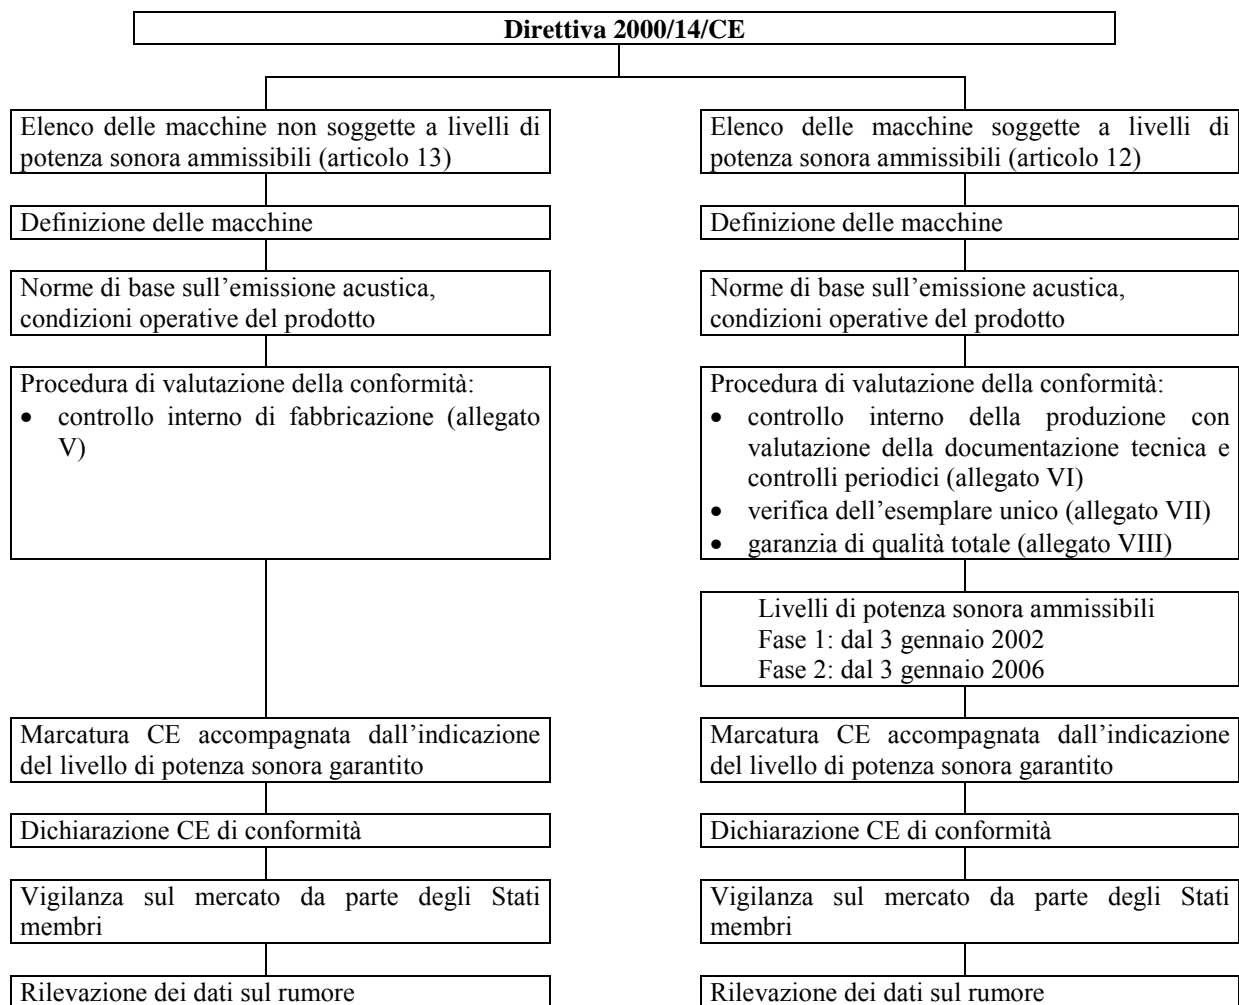 Direttiva 2000/14/CE
Elenco delle macchine non soggette a livelli di
potenza sonora ammissibili (articolo 13)
Definizione delle macchine
Norme di base sull’emissione acustica,
condizioni operative del prodotto
Procedura di valutazione della conformità:
• controllo interno di fabbricazione (allegato
V)
Marcatura CE accompagnata dall’indicazione
del livello di potenza sonora garantito
Dichiarazione CE di conformità
Vigilanza sul mercato da parte degli Stati
membri
Rilevazione dei dati sul rumore
Elenco delle macchine soggette a livelli di
potenza sonora ammissibili (articolo 12)
Definizione delle macchine
Norme di base sull’emissione acustica,
condizioni operative del prodotto
Procedura di valutazione della conformità:
• controllo interno della produzione con
valutazione della documentazione tecnica e
controlli periodici (allegato VI)
• verifica dell’esemplare unico (allegato VII)
• garanzia di qualità totale (allegato VIII)
Livelli di potenza sonora ammissibili
Fase 1: dal 3 gennaio 2002
Fase 2: dal 3 gennaio 2006
Marcatura CE accompagnata dall’indicazione
del livello di potenza sonora garantito
Dichiarazione CE di conformità
Vigilanza sul mercato da parte degli Stati
membri
Rilevazione dei dati sul rumore